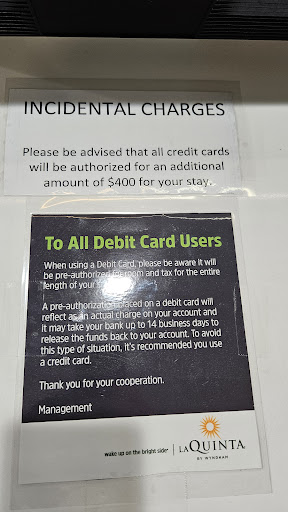 INCIDENTAL CHARGES
Please be advised that all credit cards
will be authorized for an additional
amount of $400 for your stay.
To All Debit Card Users
When using a Debit Card, please be aware it will
be pre-authorized for room and tax for the entire
length of your
A pre-authorization placed on a debit card will
reflect as an actual charge on your account and
it may take your bank up to 14 business days to
release the funds back to your account. To avoid
this type of situation, it's recommended you use
a credit card.
Thank you for your cooperation.
Management
wake up on the bright side
LAQUINTA
BY WYNDHAM